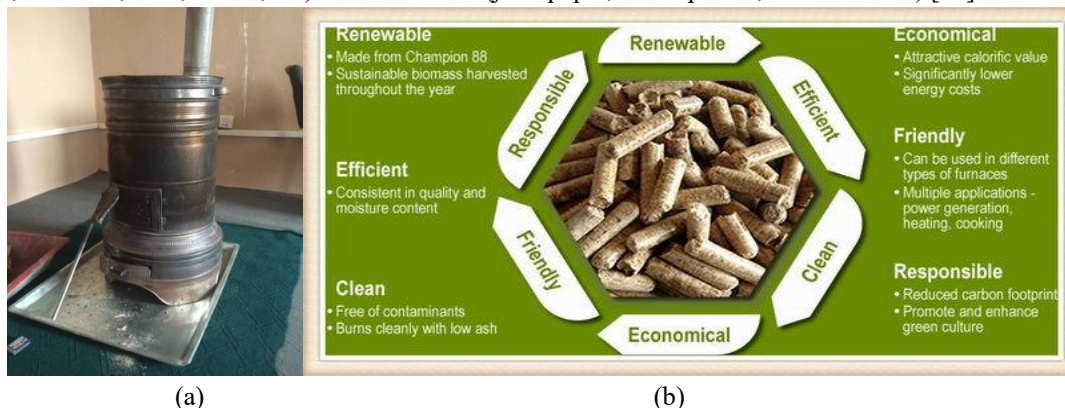 Renewable
• Made from Champion 88
• Sustainable biomass harvested
throughout the year
Efficient
• Consistent in quality and
moisture content
Clean
• Free of contaminants
• Burns cleanly with low ash
Renewable
Efficient
Clean
Economical
Friendly
Responsible
Economical
• Attractive calorific value
• Significantly lower
energy costs
Friendly
• Can be used in different
types of furnaces
• Multiple applications -
power generation,
heating, cooking
Responsible
• Reduced carbon footprint
• Promote and enhance
green culture
(a)
(b)